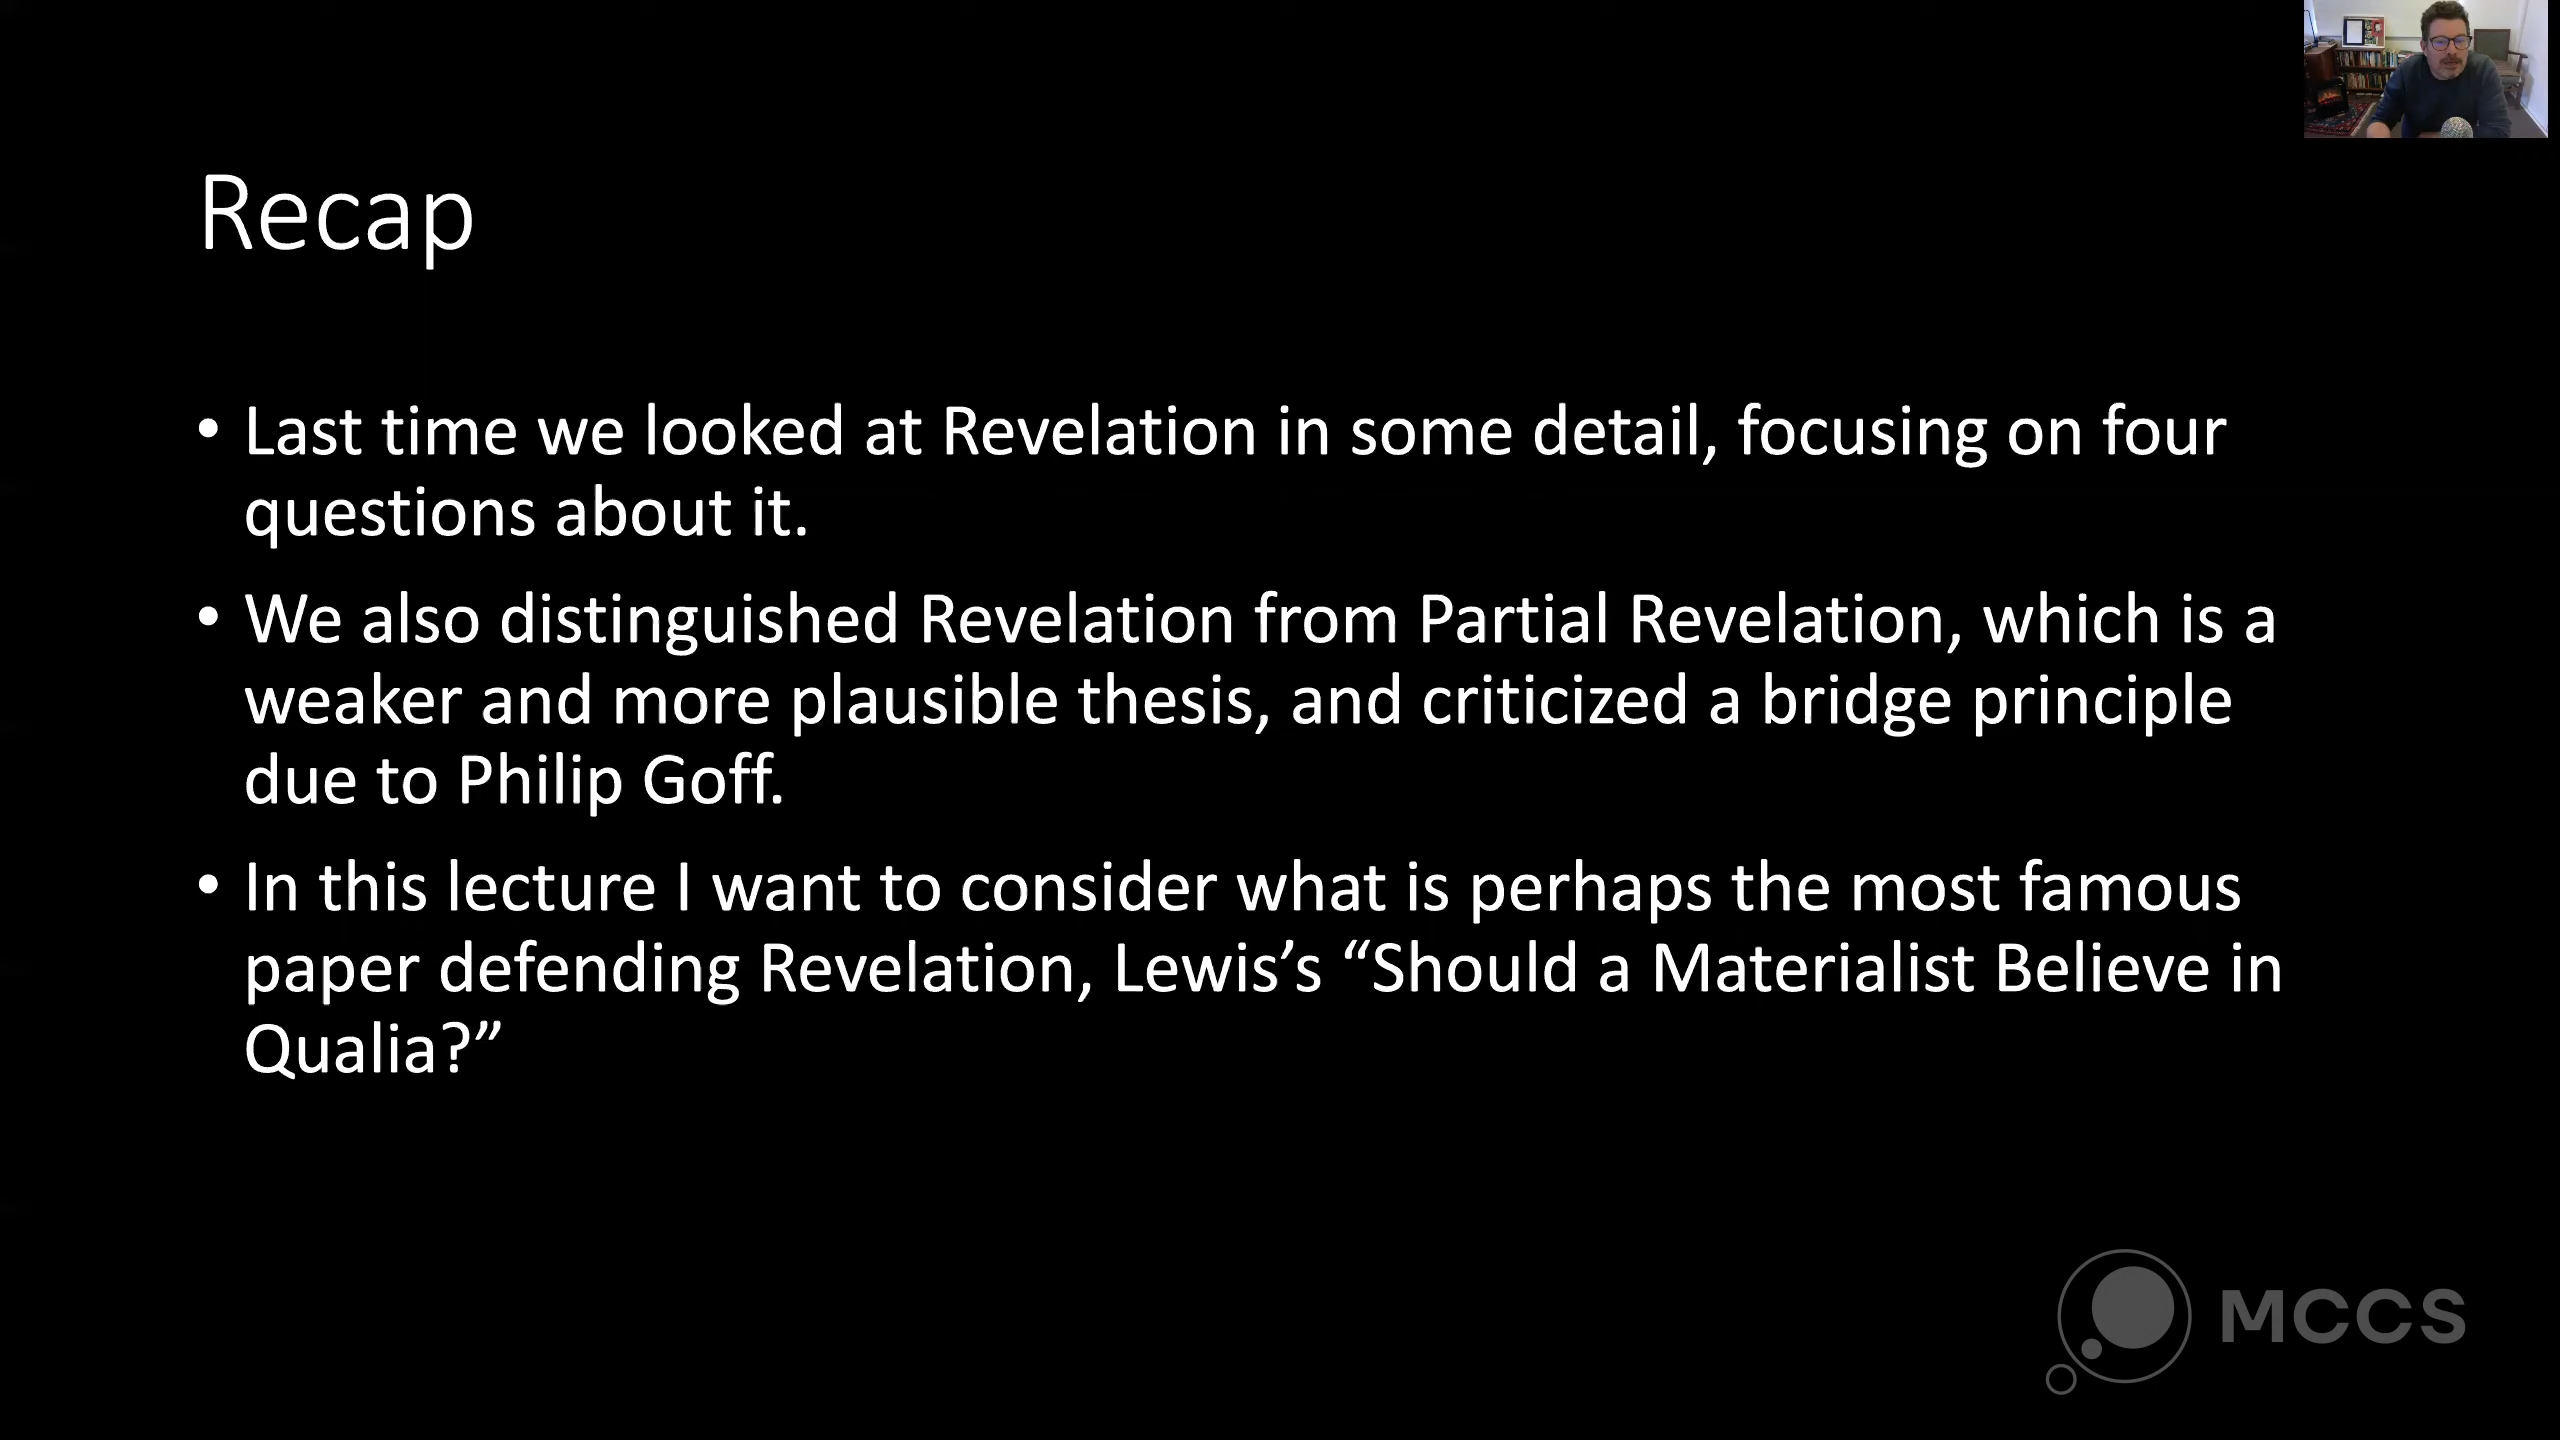 Recap
• Last time we looked at Revelation in some detail, focusing on four
questions about it.
• We also distinguished Revelation from Partial Revelation, which is a
weaker and more plausible thesis, and criticized a bridge principle
due to Philip Goff.
• In this lecture I want to consider what is perhaps the most famous
paper defending Revelation, Lewis’s “Should a Materialist Believe in
Qualia?”
MCCS